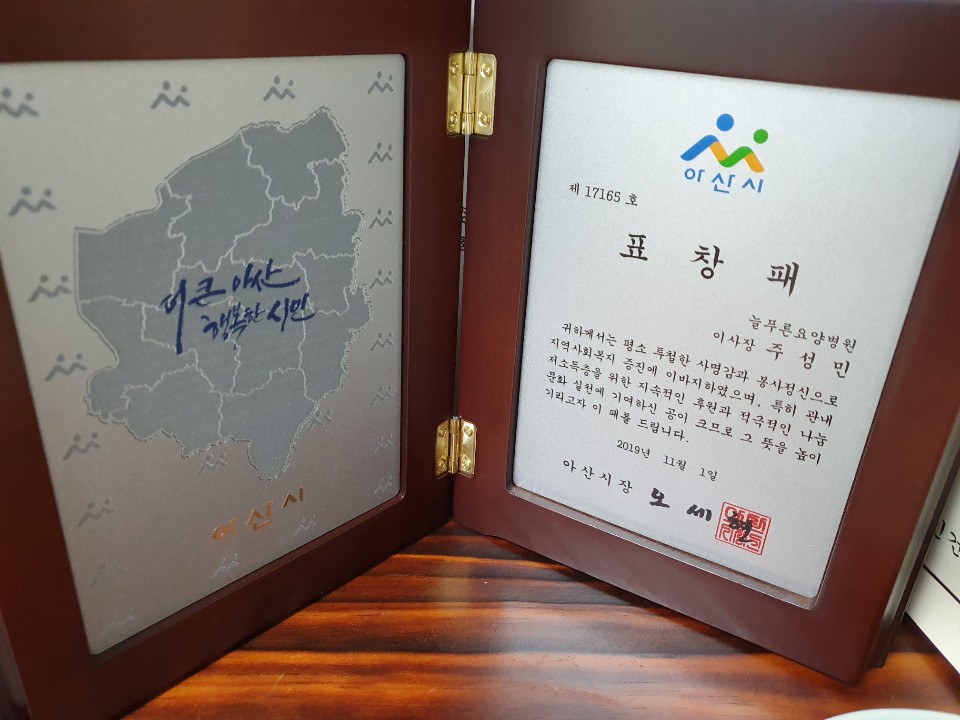 더 큰 아산
행복한 시민
아산시
아산시
제 17165 호
표 창 패
늘푸른요양병원
이사장 주 성 민
귀하께서는 평소 투철한 사명감과 봉사정신으로
지역사회복지 증진에 이바지하였으며, 특히 관내
저소득층을 위한 지속적인 후원과 적극적인 나눔
문화 실천에 기여하신 공이 크므로 그 뜻을 높이
기리고자 이 패를 드립니다.
2019년 11월 1일
아산시장 오 세 현